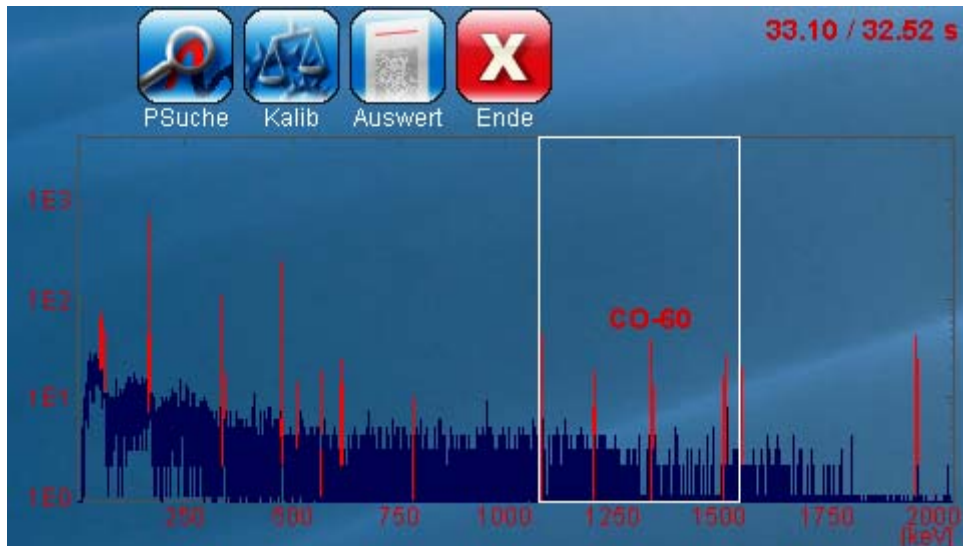 33.10 / 32.52 s
X
PSuche Kalib Auswert Ende
1E3
1E2
CO-60
1E1
1E0
250 500 750 1000 1250 1500 1750 2000
[keV]